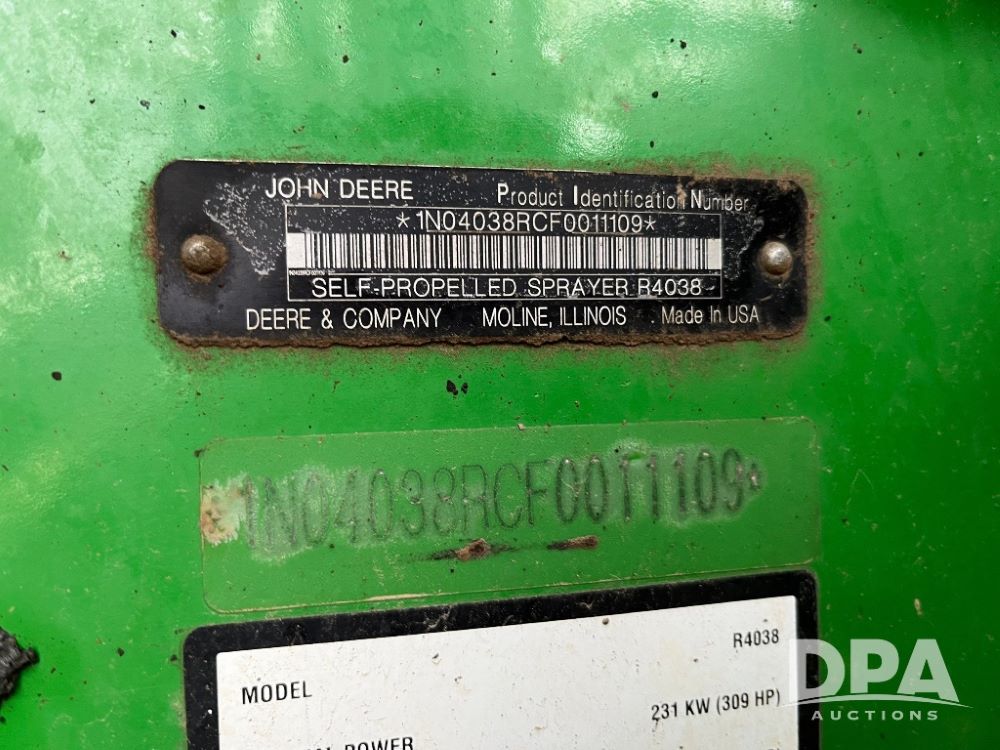 JOHN DEERE Product Identification Number
*1N04038RCF0011109*
SELF-PROPELLED SPRAYER R4038
DEERE & COMPANY MOLINE, ILLINOIS Made In USA
1N04038RCF0011109*
MODEL R4038
POWER 231 KW (309 HP)
DPA
AUCTIONS